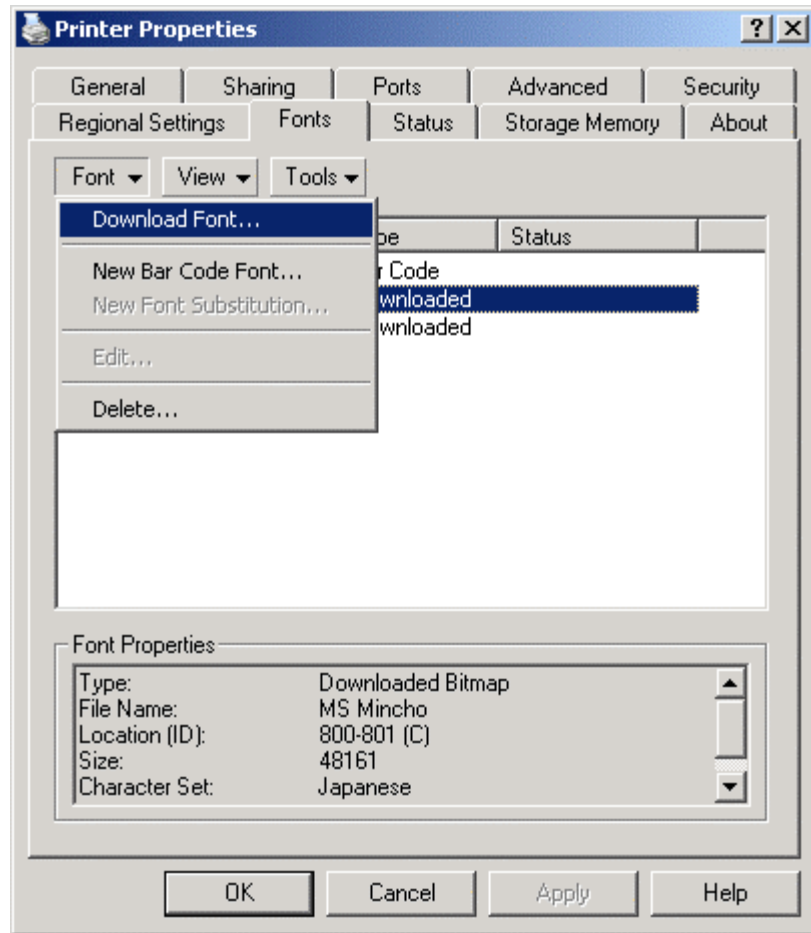 Printer Properties
General Sharing Ports Advanced Security
Regional Settings Fonts Status Storage Memory About
Font View Tools
Download Font...
Status
New Bar Code Font...
Code
New Font Substitution...
Edit...
Delete...
Font Properties
Type: Downloaded Bitmap
File Name: MS Mincho
Location (ID): 800-801 (C)
Size: 48161
Character Set: Japanese
OK Cancel Apply Help